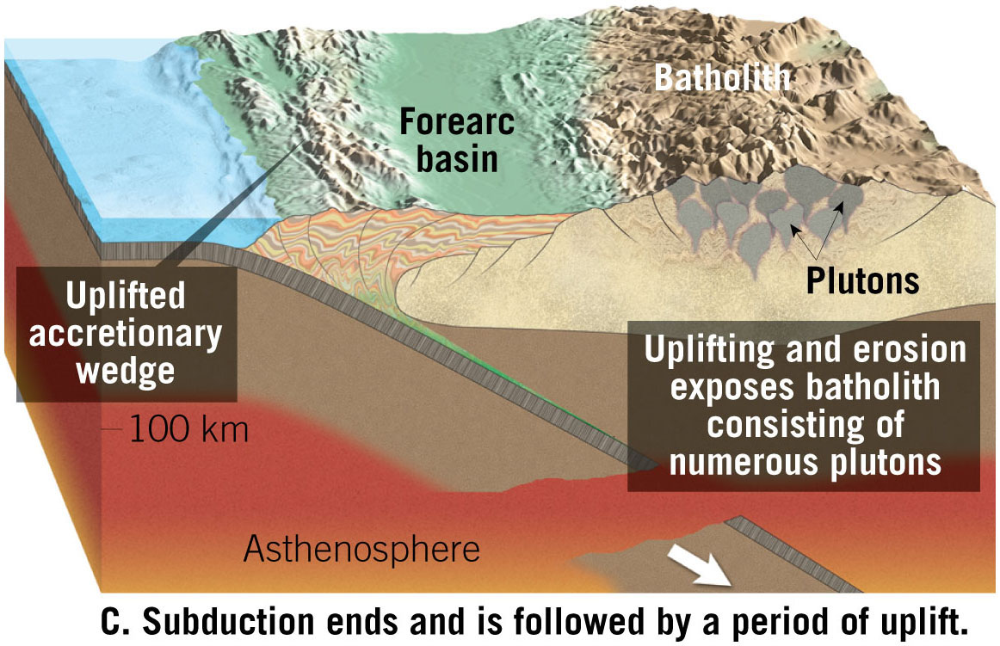 Batholith
Forearc
basin
Plutons
Uplifted
accretionary
wedge
Uplifting and erosion
exposes batholith
consisting of
numerous plutons
100 km
Asthenosphere
C. Subduction ends and is followed by a period of uplift.